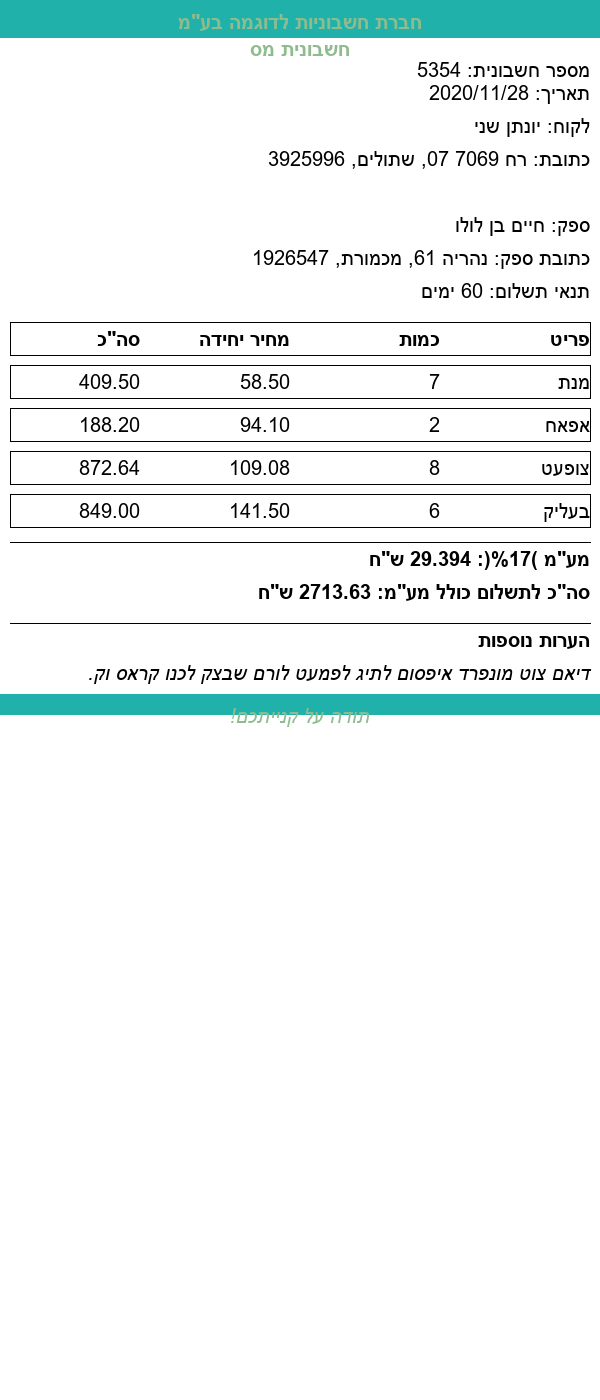 חברת חשבוניות לדוגמה בע"מ
חשבונית מס
מספר חשבונית: 5354
תאריך: 2020/11/28
לקוח: יונתן שני
כתובת: רח 7069 07, שתולים, 3925996
ספק: חיים בן לולו
כתובת ספק: נהריה 61, מכמורת, 1926547
תנאי תשלום: 60 ימים
פריט כמות מחיר יחידה סה"כ
מנת 7 58.50 409.50
אפאח 2 94.10 188.20
צופעט 8 109.08 872.64
בעליק 6 141.50 849.00
מע"מ )17%(: 29.394 ש"ח
סה"כ לתשלום כולל מע"מ: 2713.63 ש"ח
הערות נוספות
דיאם צוט מונפרד איפסום לתיג לפמעט לורם שבצק לכנו קראס וק.
תודה על קנייתכם!